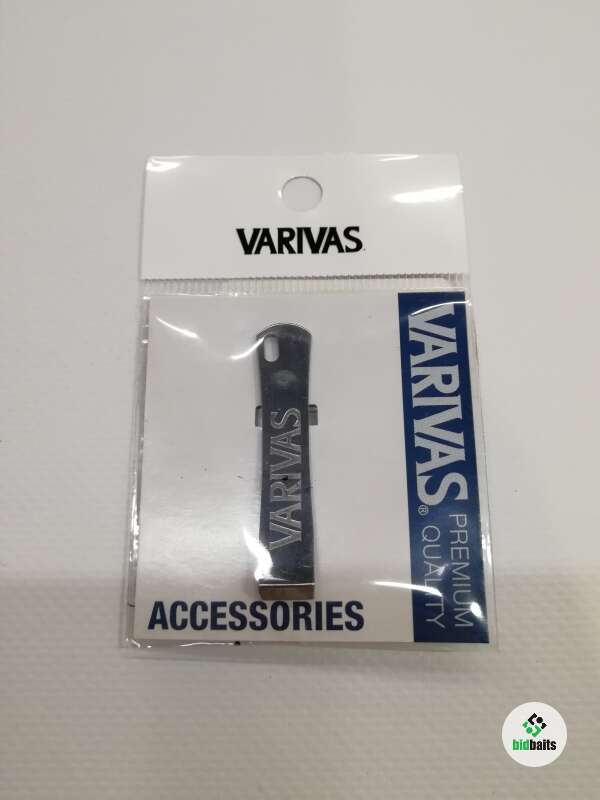 VARIVAS
VARIVAS®
PREMIUM
QUALITY
VARIVAS
ACCESSORIES
bidbaits